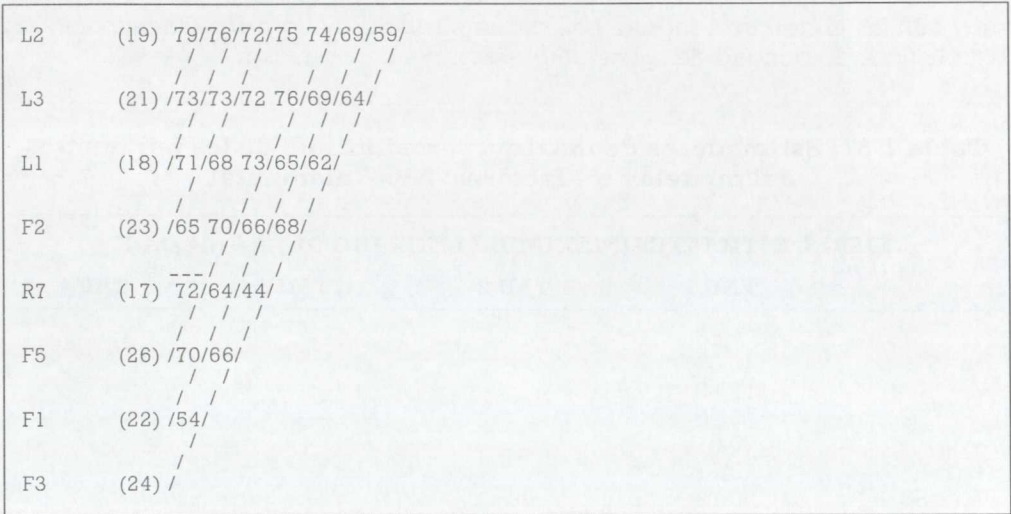 L2 (19) 79/76/72/75 74/69/59/
/ / / / / /
/ / / / / /
L3 (21) /73/73/72 76/69/64/
/ / / / /
/ / / / /
L1 (18) /71/68 73/65/62/
/ / / /
/ / / /
F2 (23) /65 70/66/68/
/ / /
___/ / /
R7 (17) 72/64/44/
/ / /
/ / /
F5 (26) /70/66/
/ /
/ /
F1 (22) /54/
/
/
F3 (24) /